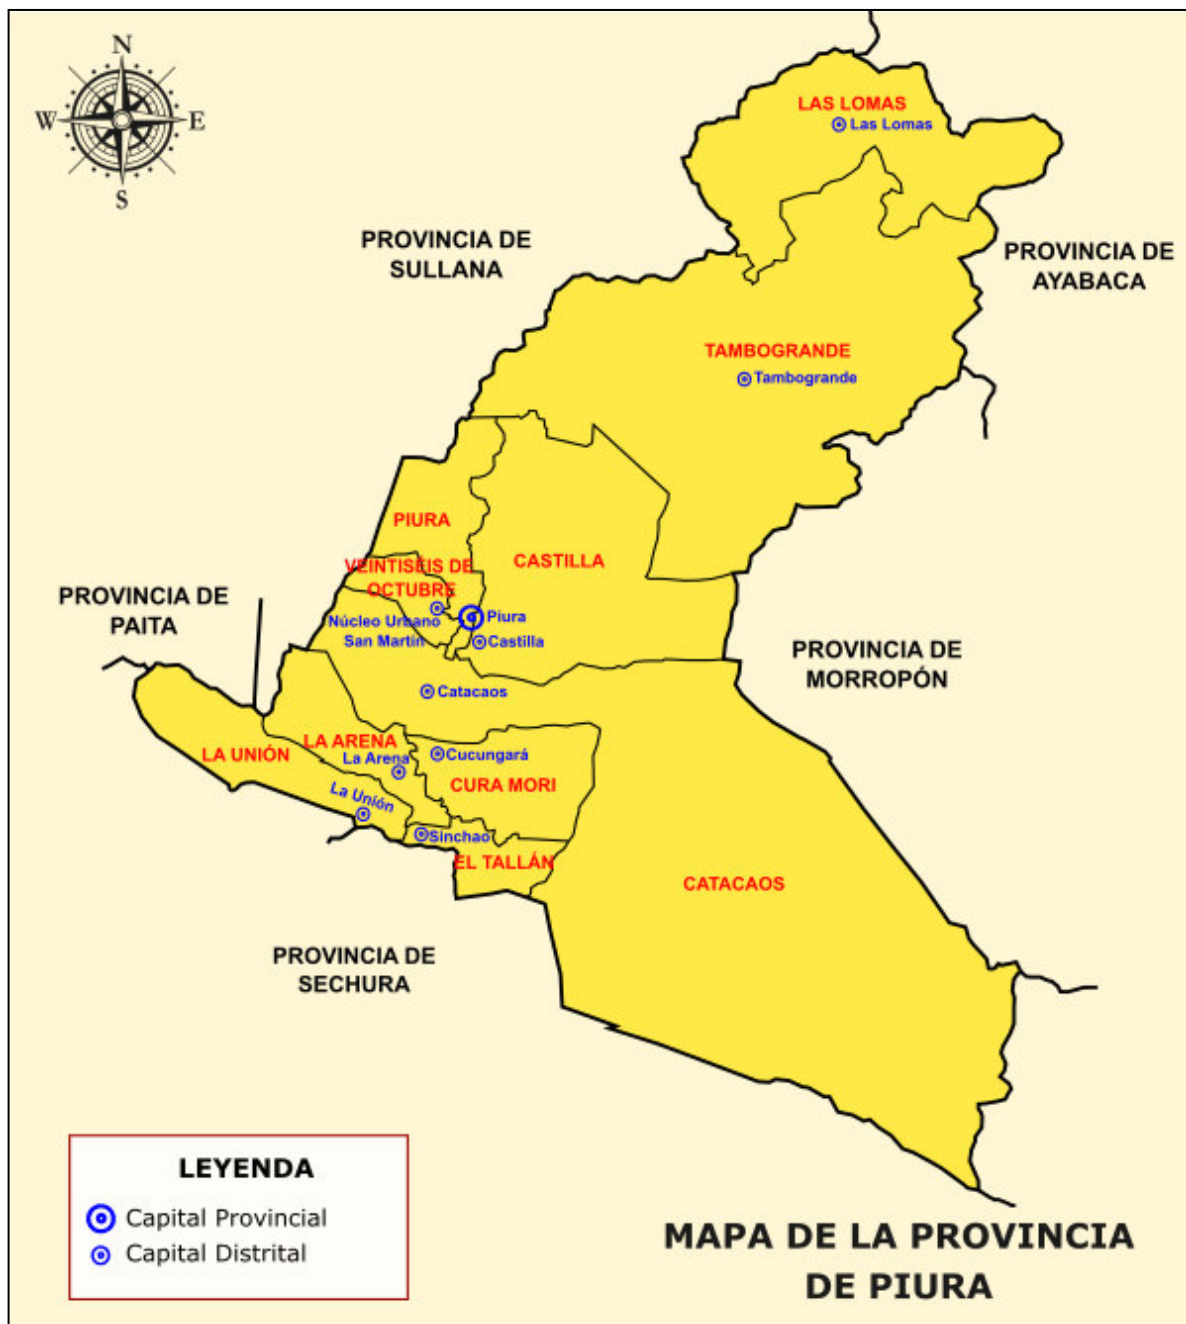 N
W
E
S
LAS LOMAS
Las Lomas
PROVINCIA DE
SULLANA
PROVINCIA DE
AYABACA
TAMBOGRANDE
Tambogrande
PIURA
CASTILLA
VEINTISÉIS DE
OCTUBRE
Núcleo Urbano
San Martín
Piura
Castilla
PROVINCIA DE
PAITA
PROVINCIA DE
MORROPÓN
Catacaos
LA UNIÓN
LA ARENA
La Arena
Cucungará
CURA MORI
La Unión
Sinchao
EL TALLÁN
CATACAOS
PROVINCIA DE
SECHURA
LEYENDA
Capital Provincial
Capital Distrital
MAPA DE LA PROVINCIA
DE PIURA